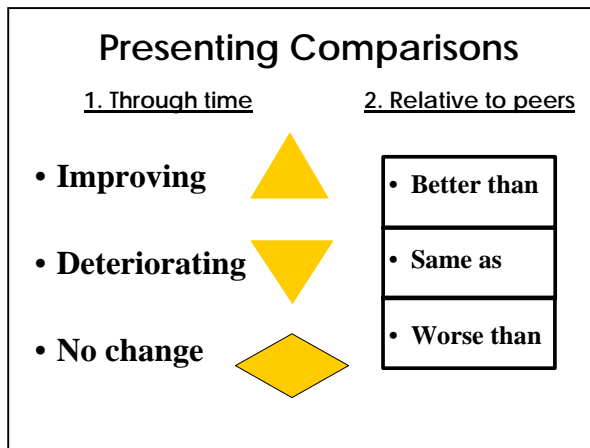 Presenting Comparisons
1. Through time
• Improving
• Deteriorating
• No change
2. Relative to peers
• Better than
• Same as
• Worse than